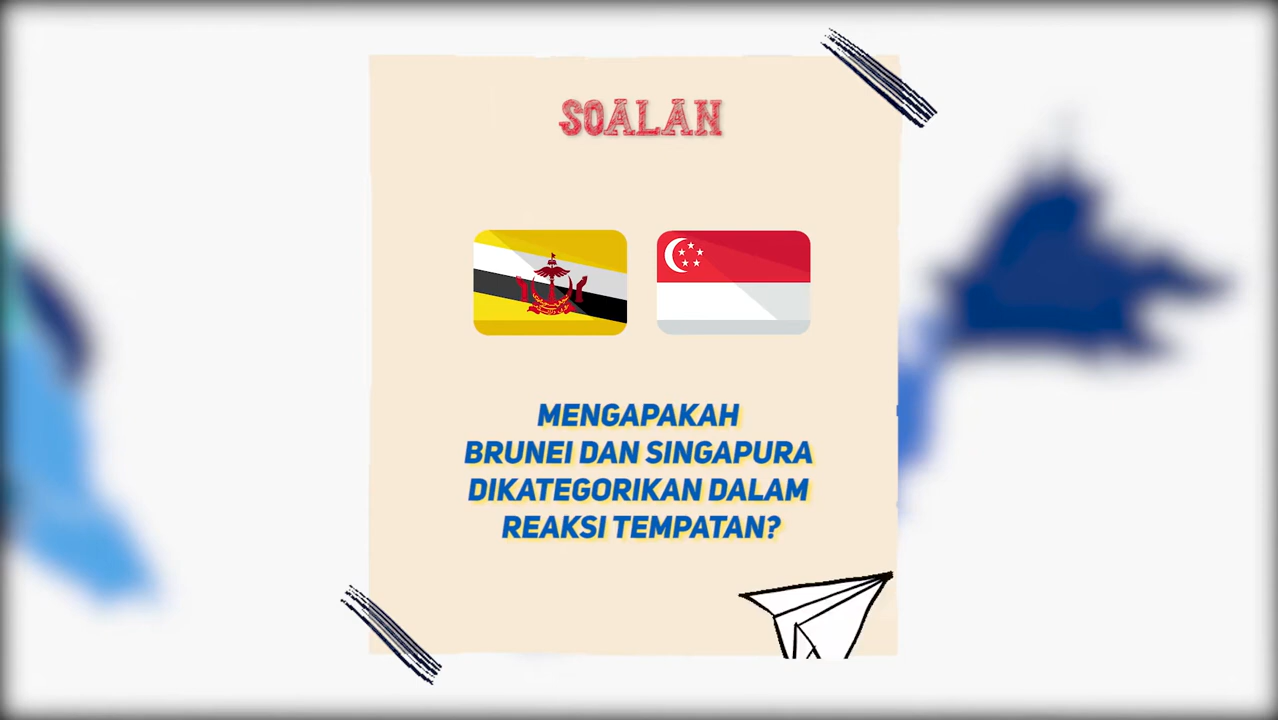 SOALAN
MENGAPAKAH
BRUNEI DAN SINGAPURA
DIKATEGORIKAN DALAM
REAKSI TEMPATAN?